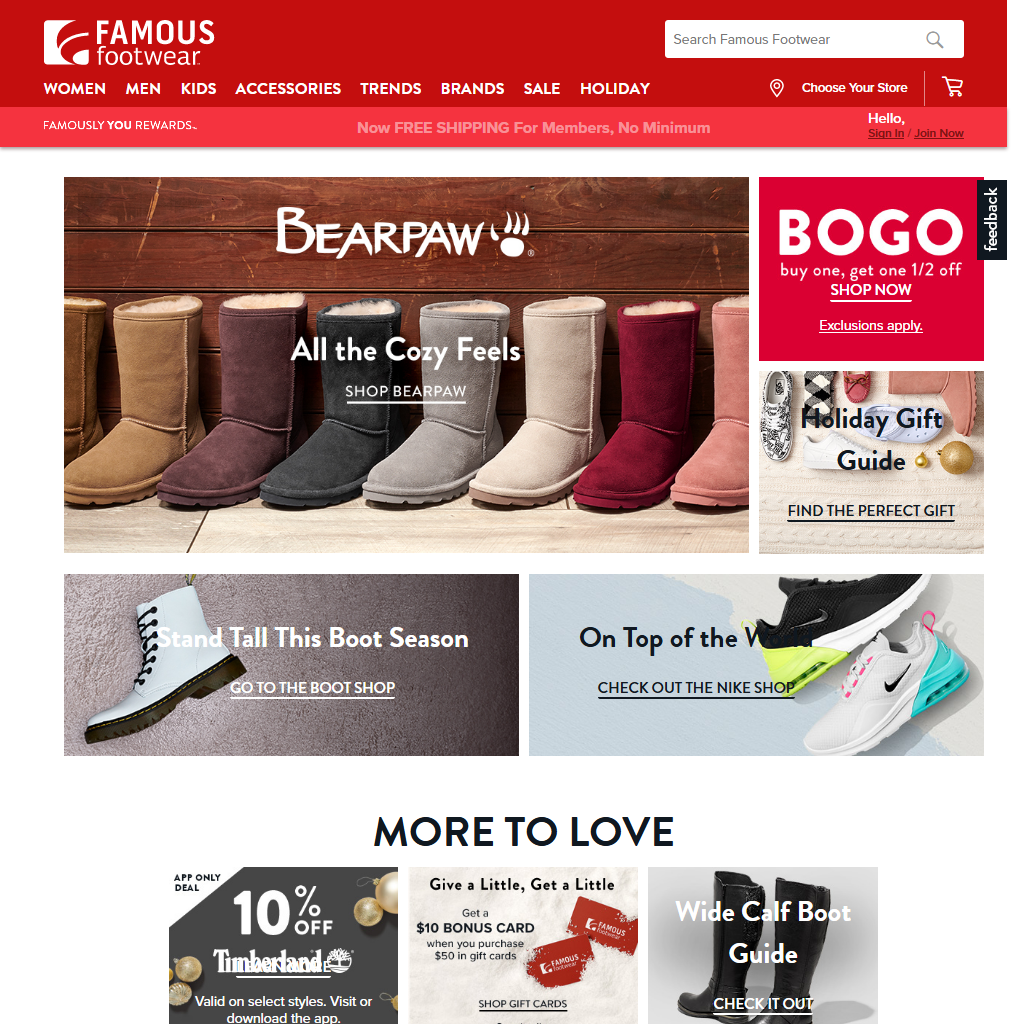 FAMOUS
footwear
Search Famous Footwear
WOMEN MEN KIDS ACCESSORIES TRENDS BRANDS SALE HOLIDAY
Choose Your Store
FAMOUSLY YOU REWARDS
Now FREE SHIPPING For Members, No Minimum
Hello,
Sign In / Join Now
feedback
BEARPAW
All the Cozy Feels
SHOP BEARPAW
BOGO
buy one, get one 1/2 off
SHOP NOW
Exclusions apply.
Holiday Gift
Guide
FIND THE PERFECT GIFT
Stand Tall This Boot Season
GO TO THE BOOT SHOP
On Top of the
CHECK OUT THE NIKE SHOP
MORE TO LOVE
APP ONLY
DEAL
10% OFF
Timberland
Valid on select styles. Visit or
download the app.
Give a Little, Get a Little
Get a
$10 BONUS CARD
when you purchase
$50 in gift cards
FAMOUS
footwear
FAMOUS
footwear
SHOP GIFT CARDS
Wide Calf Boot
Guide
CHECK IT OUT